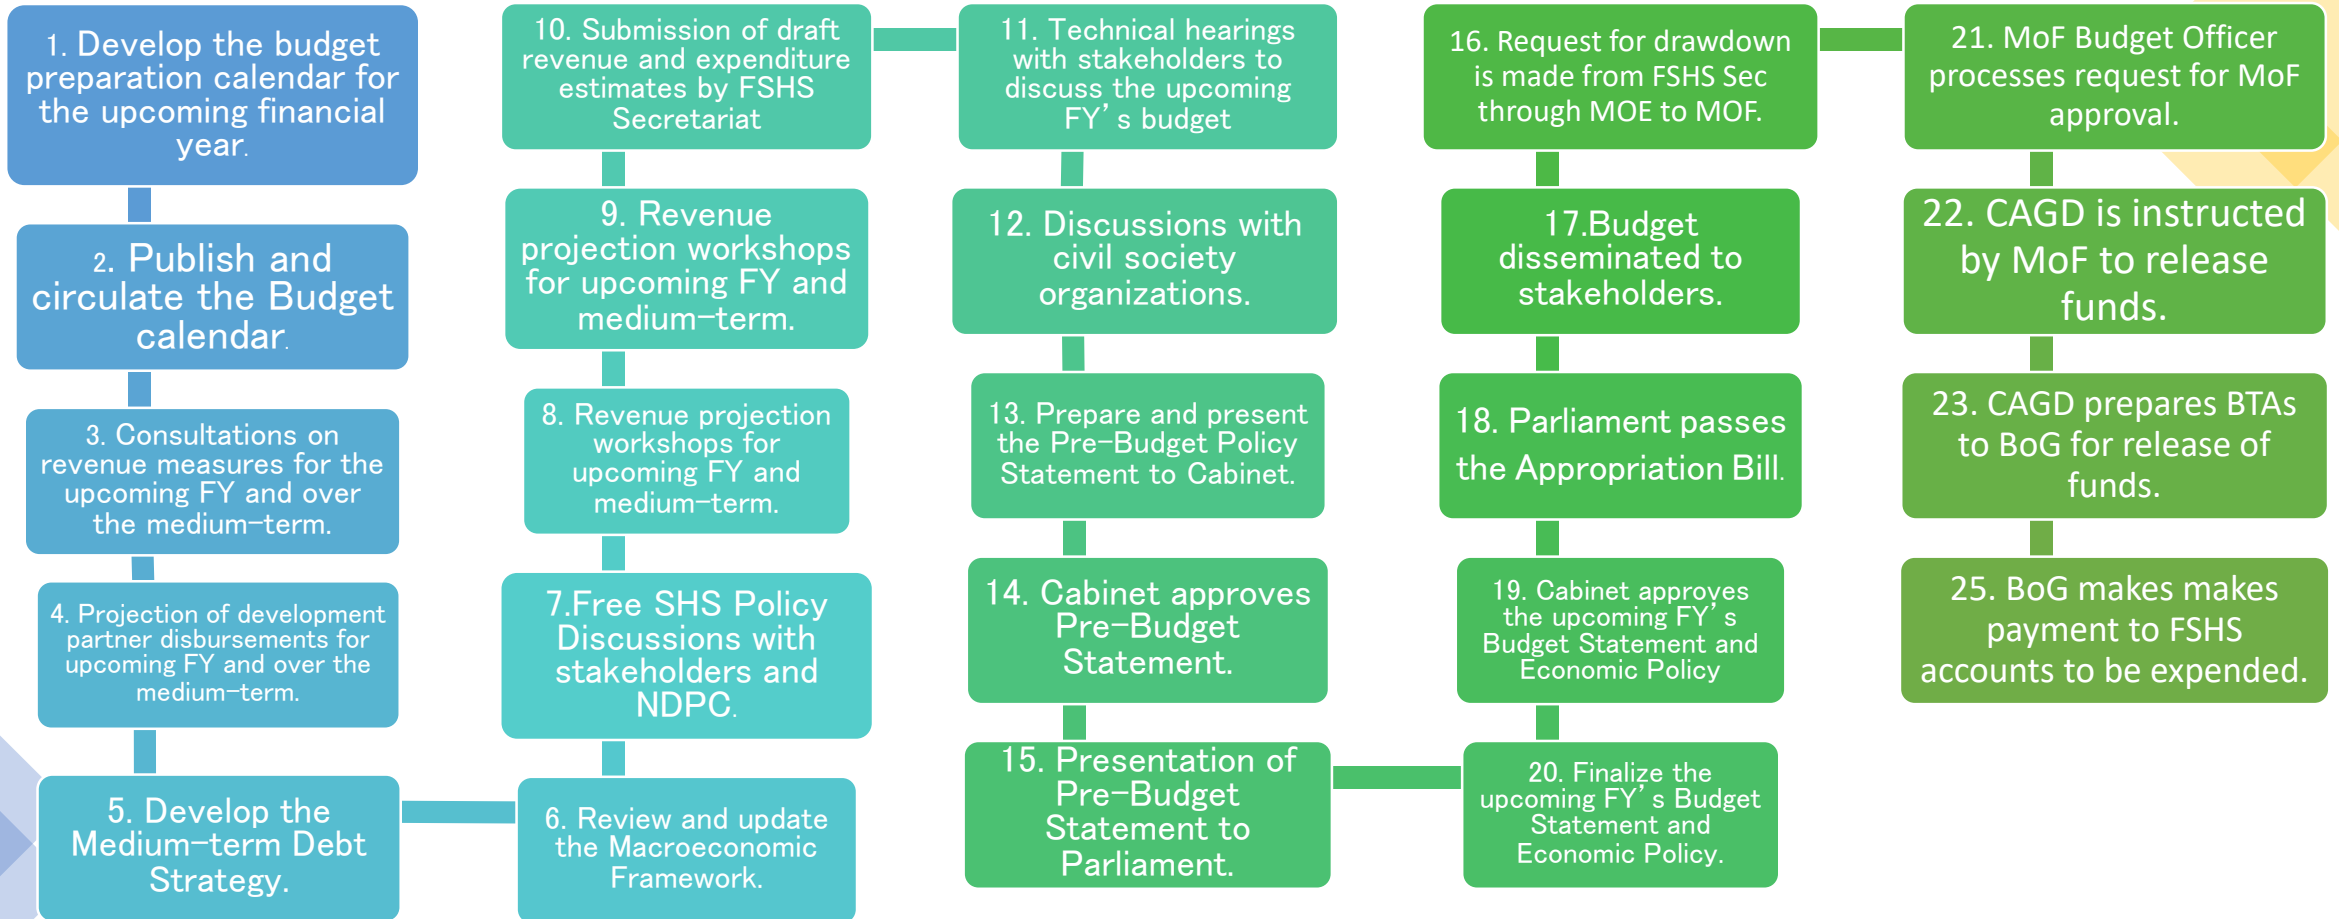 1. Develop the budget
preparation calendar for
the upcoming financial
year.
2. Publish and
circulate the Budget
calendar.
3. Consultations on
revenue measures for the
upcoming FY and over
the medium-term.
4. Projection of development
partner disbursements for
upcoming FY and over the
medium-term.
5. Develop the
Medium-term Debt
Strategy.
10. Submission of draft
revenue and expenditure
estimates by FSHS
Secretariat
9. Revenue
projection workshops
for upcoming FY and
medium-term.
8. Revenue projection
workshops for
upcoming FY and
medium-term.
7.Free SHS Policy
Discussions with
stakeholders and
NDPC.
6. Review and update
the Macroeconomic
Framework.
11. Technical hearings
with stakeholders to
discuss the upcoming
FY’s budget
12. Discussions with
civil society
organizations.
13. Prepare and present
the Pre-Budget Policy
Statement to Cabinet.
14. Cabinet approves
Pre-Budget
Statement.
15. Presentation of
Pre-Budget
Statement to
Parliament.
16. Request for drawdown
is made from FSHS Sec
through MOE to MOF.
17.Budget
disseminated to
stakeholders.
18. Parliament passes
the Appropriation Bill.
19. Cabinet approves
the upcoming FY’s
Budget Statement and
Economic Policy
20. Finalize the
upcoming FY’s Budget
Statement and
Economic Policy.
21. MoF Budget Officer
processes request for MoF
approval.
22. CAGD is instructed
by MoF to release
funds.
23. CAGD prepares BTAs
to BoG for release of
funds.
25. BoG makes makes
payment to FSHS
accounts to be expended.